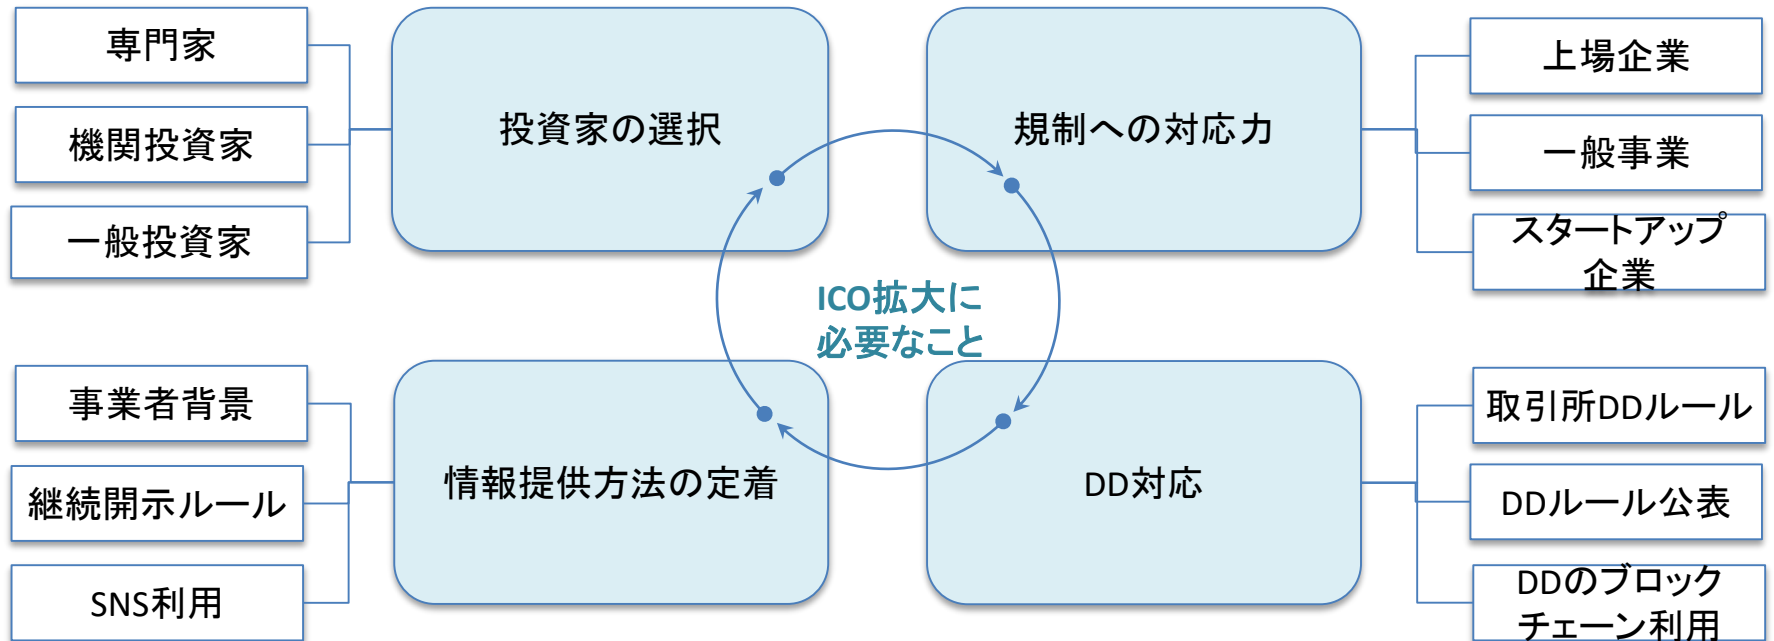 専門家
機関投資家
一般投資家
投資家の選択
規制への対応力
上場企業
一般事業
スタートアップ
企業
ICO拡大に
必要なこと
事業者背景
継続開示ルール
SNS利用
情報提供方法の定着
DD対応
取引所DDルール
DDルール公表
DDのブロック
チェーン利用